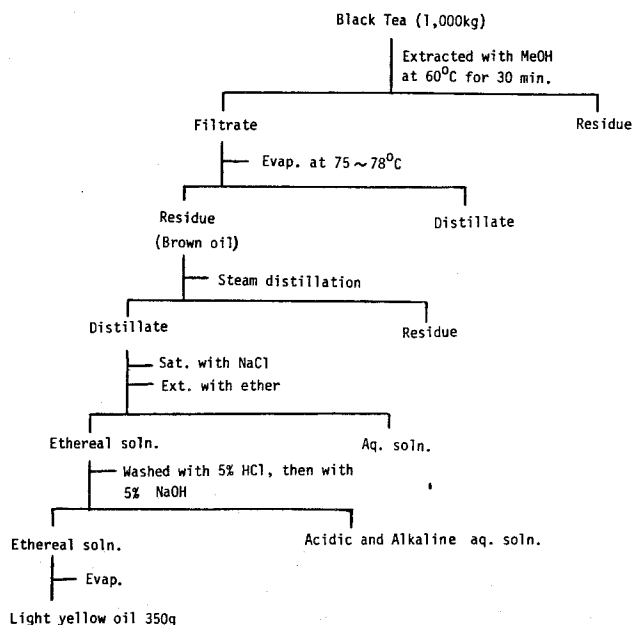 Black Tea (1,000kg)
Extracted with MeOH
at 60°C for 30 min.
Filtrate
Residue
Evap. at 75~78°C
Residue
(Brown oil)
Distillate
Steam distillation
Distillate
Residue
Sat. with NaCl
Ext. with ether
Ethereal soln.
Aq. soln.
Washed with 5% HCl, then with
5% NaOH
Ethereal soln.
Acidic and Alkaline aq. soln.
Evap.
Light yellow oil 350g